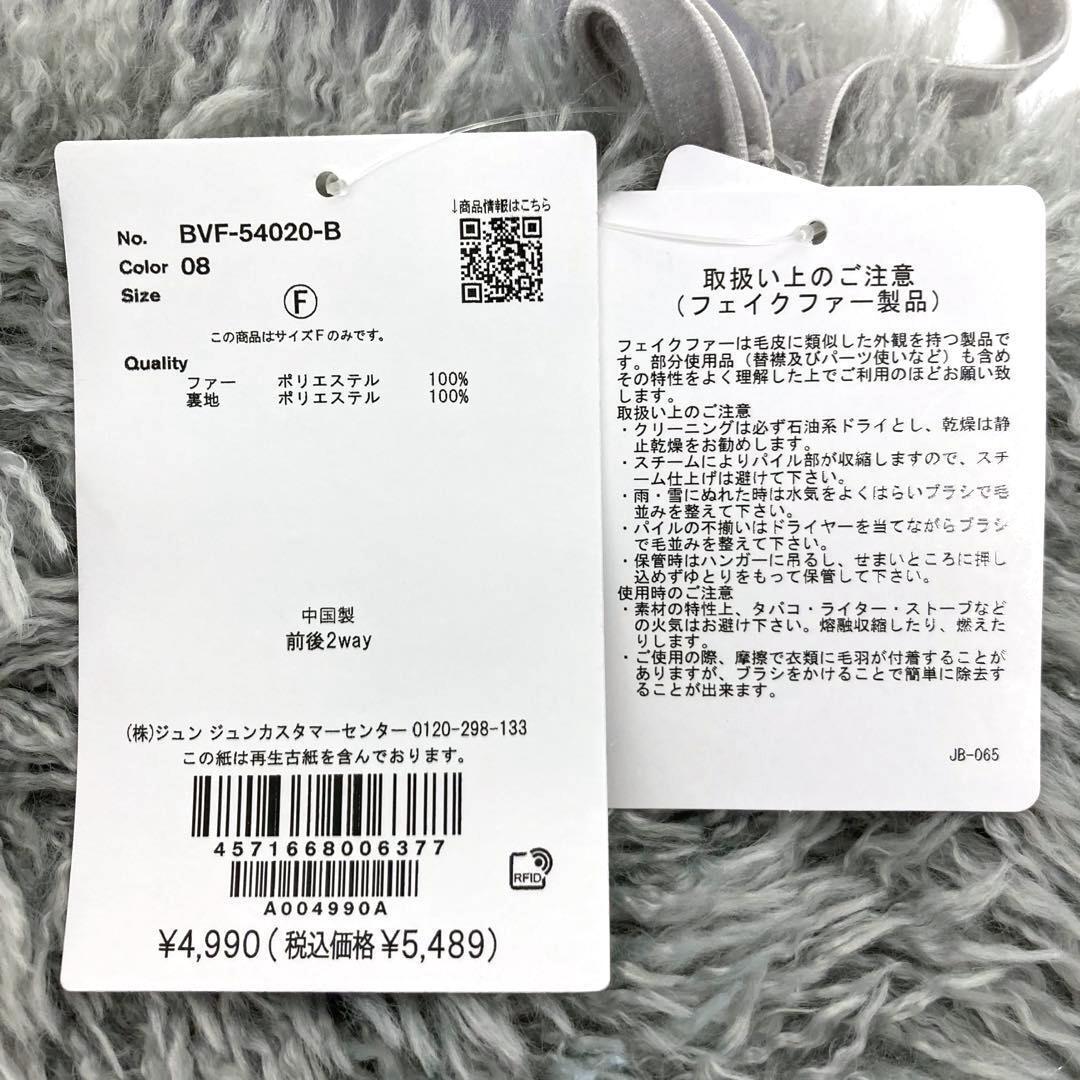 No. BVF-54020-B
↓商品情報はこちら
Color 08
Size
Ⓕ
この商品はサイズFのみです。
Quality
ファー ポリエステル 100%
裏地 ポリエステル 100%
中国製
前後2way
(株)ジュン ジュンカスタマーセンター 0120-298-133
この紙は再生古紙を含んでおります。
4571668006377
RFID
A004990A
¥4,990(税込価格¥5,489)
取扱い上のご注意
(フェイクファー製品)
フェイクファーは毛皮に類似した外観を持つ製品で
す。部分使用品(替襟及びパーツ使いなど)も含め
その特性をよく理解した上でご利用のほどお願い致
します。
取扱い上のご注意
・クリーニングは必ず石油系ドライとし、乾燥は静
止乾燥をお勧めします。
・スチームによりパイル部が収縮しますので、スチ
ーム仕上げは避けて下さい。
・雨・雪にぬれた時は水気をよくはらいブラシで毛
並みを整えて下さい。
・パイルの不揃いはドライヤーを当てながらブラシ
で毛並みを整えて下さい。
・保管時はハンガーに吊るし、せまいところに押し
込めずゆとりをもって保管して下さい。
使用時のご注意
・素材の特性上、タバコ・ライター・ストーブなど
の火気はお避け下さい。熔融収縮したり、燃えた
りします。
・ご使用の際、摩擦で衣類に毛羽が付着することが
ありますが、ブラシをかけることで簡単に除去す
ることが出来ます。
JB-065